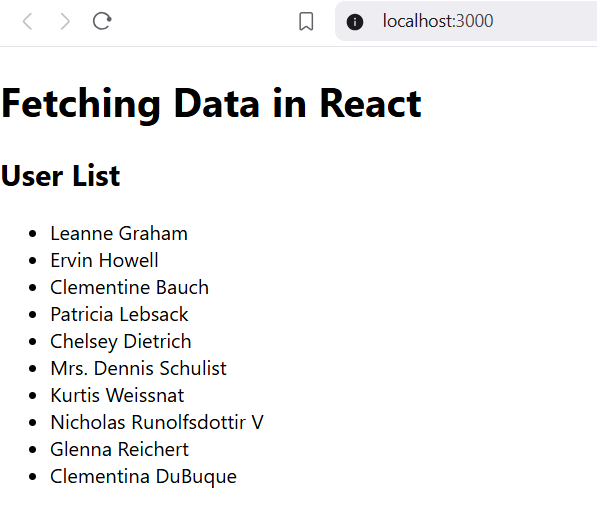 localhost:3000
Fetching Data in React
User List
Leanne Graham
Ervin Howell
Clementine Bauch
Patricia Lebsack
Chelsey Dietrich
Mrs. Dennis Schulist
Kurtis Weissnat
Nicholas Runolfsdottir V
Glenna Reichert
Clementina DuBuque